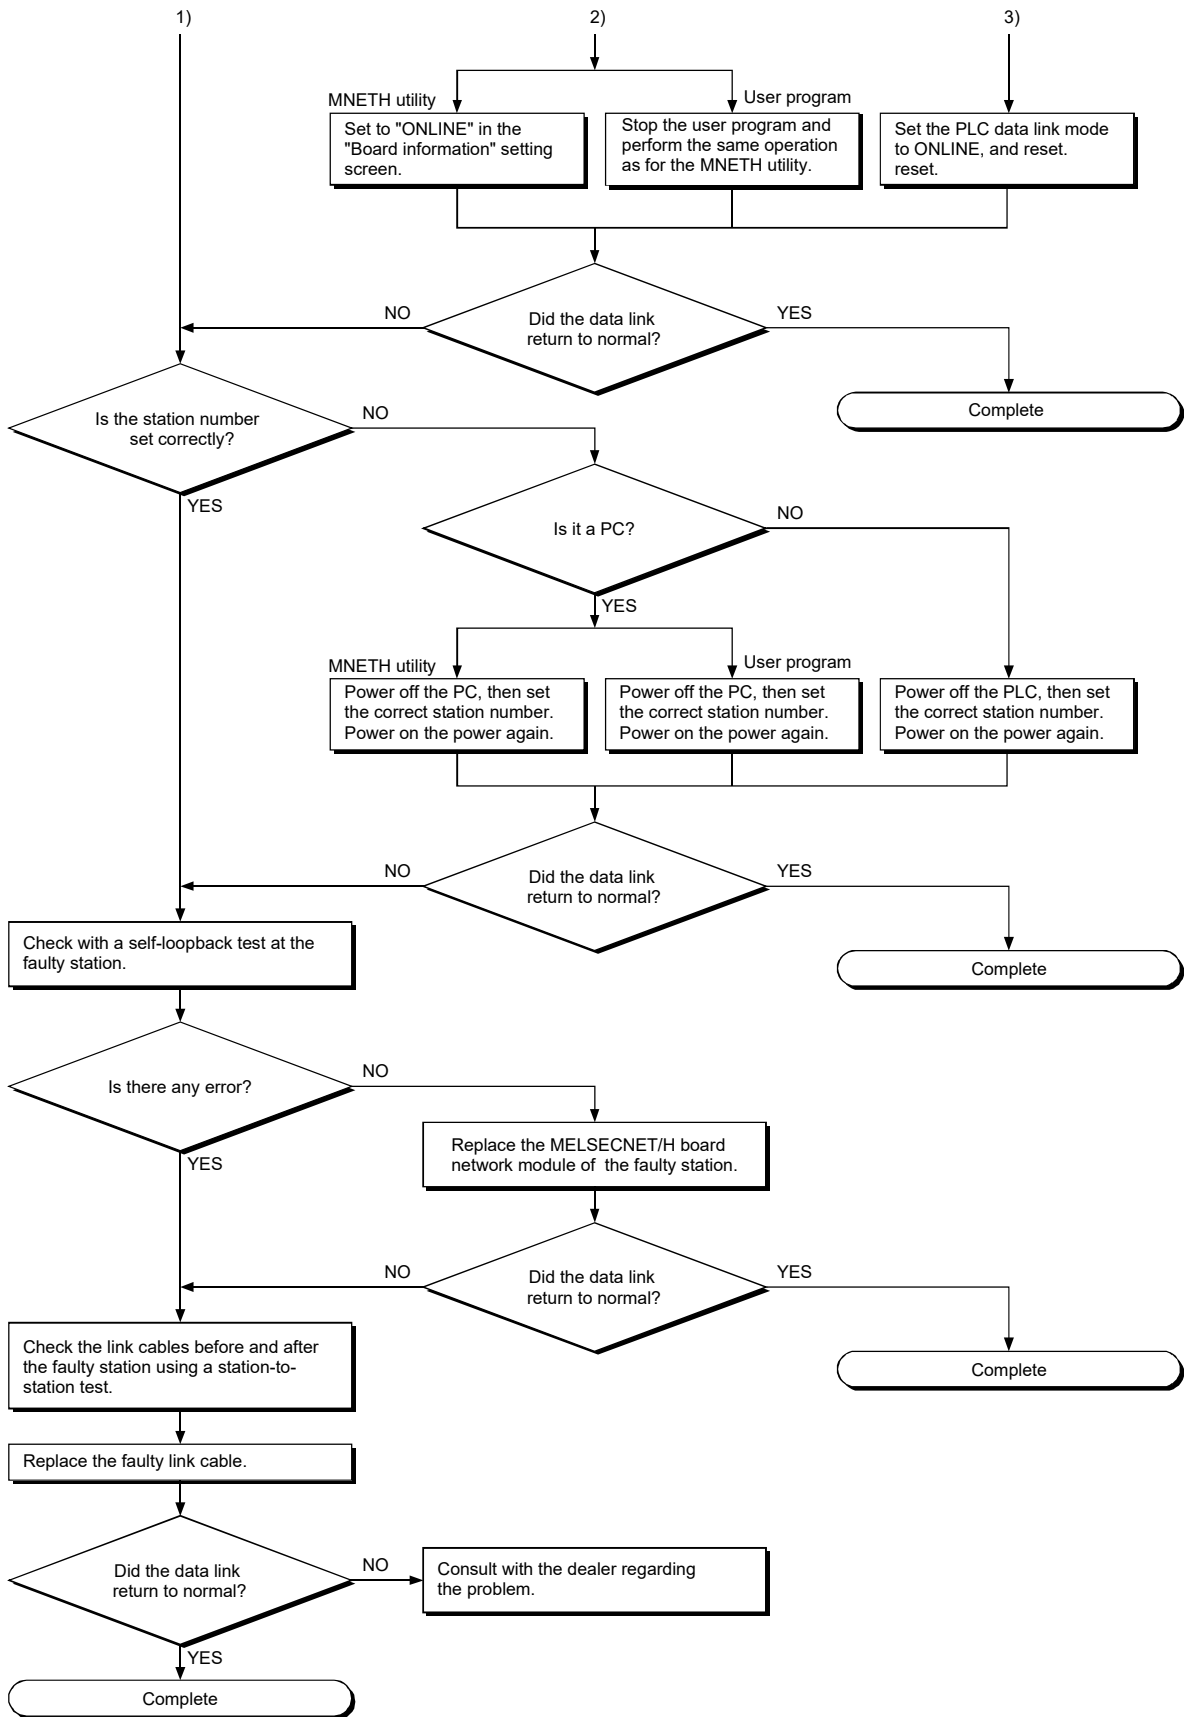 1)
2)
3)
MNETH utility
User program
Set to "ONLINE" in the
"Board information" setting
screen.
Stop the user program and
perform the same operation
as for the MNETH utility.
Set the PLC data link mode
to ONLINE, and reset.
reset.
NO
Did the data link
return to normal?
YES
Complete
Is the station number
set correctly?
NO
YES
Is it a PC?
NO
YES
MNETH utility
User program
Power off the PC, then set
the correct station number.
Power on the power again.
Power off the PC, then set
the correct station number.
Power on the power again.
Power off the PLC, then set
the correct station number.
Power on the power again.
NO
Did the data link
return to normal?
YES
Complete
Check with a self-loopback test at the
faulty station.
Is there any error?
NO
YES
Replace the MELSECNET/H board
network module of the faulty station.
NO
Did the data link
return to normal?
YES
Complete
Check the link cables before and after
the faulty station using a station-to-
station test.
Replace the faulty link cable.
Did the data link
return to normal?
NO
Consult with the dealer regarding
the problem.
YES
Complete